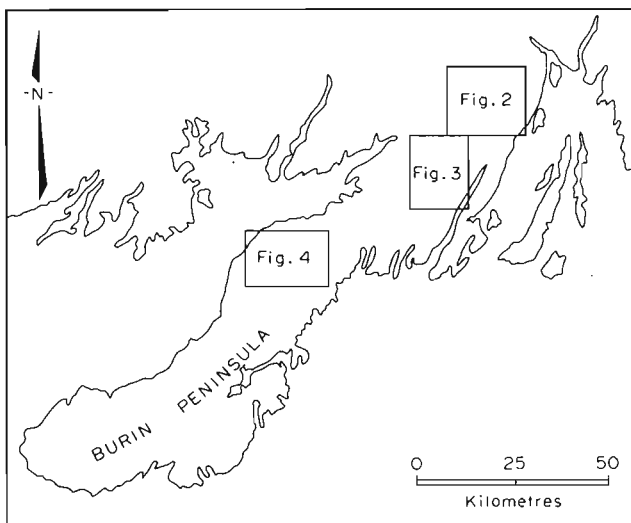 -N-
Fig. 2
Fig. 3
Fig. 4
BURIN PENINSULA
0 25 50
Kilometres